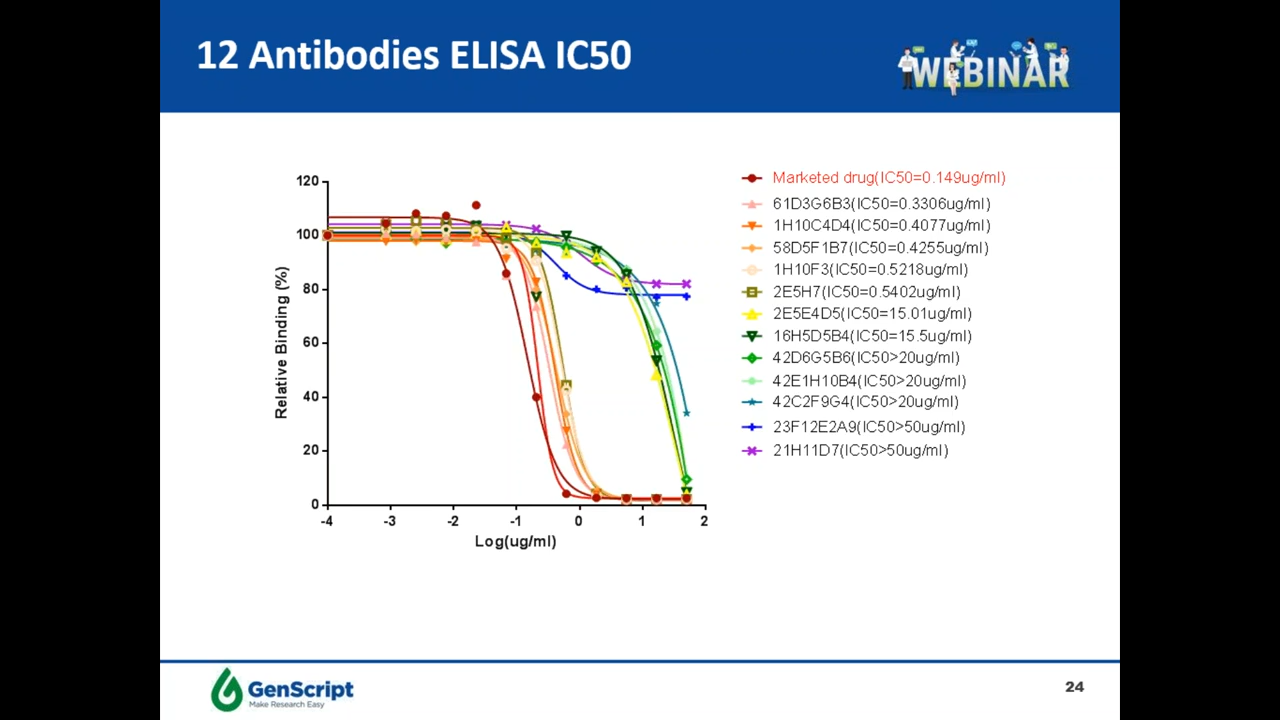 12 Antibodies ELISA IC50
WEBINAR
120
100
80
60
40
20
0
Relative Binding (%)
-4 -3 -2 -1 0 1 2
Log(ug/ml)
Marketed drug(IC50=0.149ug/ml)
61D3G6B3(IC50=0.3306ug/ml)
1H10C4D4(IC50=0.4077ug/ml)
58D5F1B7(IC50=0.4255ug/ml)
1H10F3(IC50=0.5218ug/ml)
2E5H7(IC50=0.5402ug/ml)
2E5E4D5(IC50=15.01ug/ml)
16H5D5B4(IC50=15.5ug/ml)
42D6G5B6(IC50>20ug/ml)
42E1H10B4(IC50>20ug/ml)
42C2F9G4(IC50>20ug/ml)
23F12E2A9(IC50>50ug/ml)
21H11D7(IC50>50ug/ml)
GenScript
Make Research Easy
24